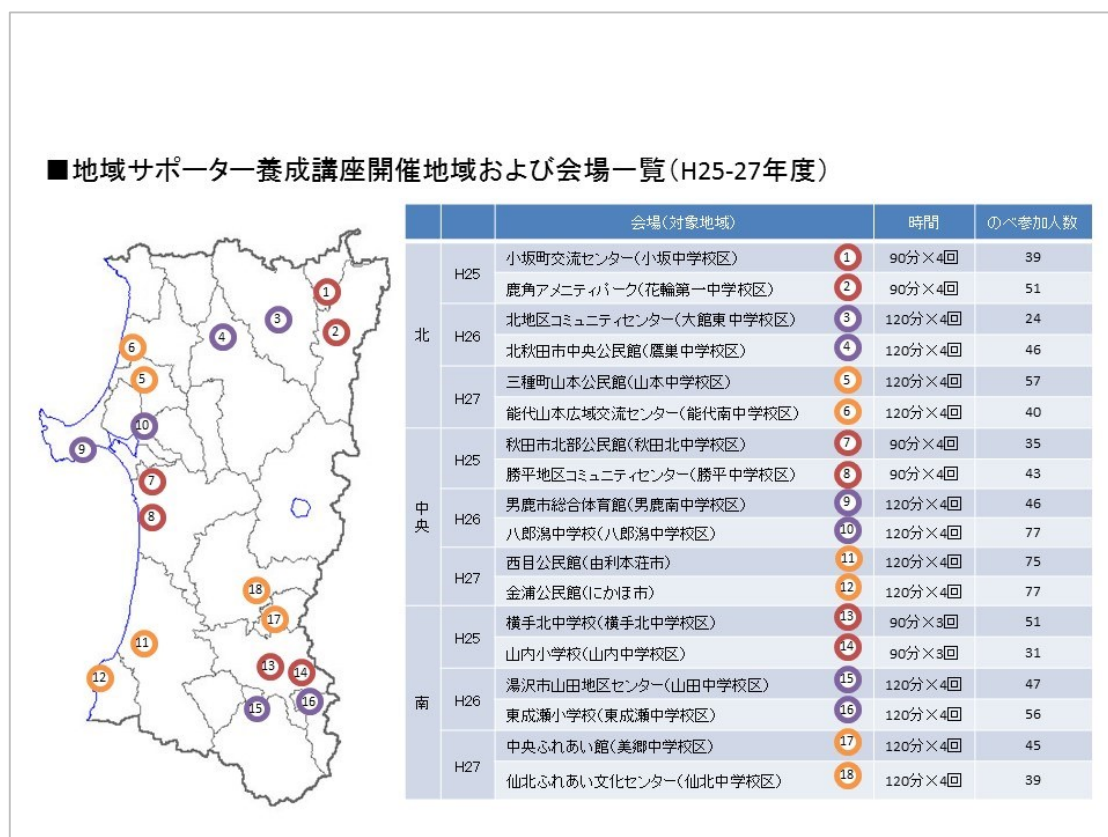 ■地域サポーター養成講座開催地域および会場一覧(H25-27年度)
会場(対象地域) 時間 のべ参加人数
北
H25
小坂町交流センター(小坂中学校区) 1 90分×4回 39
鹿角アメニティパーク(花輪第一中学校区) 2 90分×4回 51
H26
北地区コミュニティセンター(大館東中学校区) 3 120分×4回 24
北秋田市中央公民館(鷹巣中学校区) 4 120分×4回 46
H27
三種町山本公民館(山本中学校区) 5 120分×4回 57
能代山本広域交流センター(能代南中学校区) 6 120分×4回 40
中央
H25
秋田市北部公民館(秋田北中学校区) 7 90分×4回 35
勝平地区コミュニティセンター(勝平中学校区) 8 90分×4回 43
H26
男鹿市総合体育館(男鹿南中学校区) 9 120分×4回 46
八郎潟中学校(八郎潟中学校区) 10 120分×4回 77
H27
西目公民館(由利本荘市) 11 120分×4回 75
金浦公民館(にかほ市) 12 120分×4回 77
南
H25
横手北中学校(横手北中学校区) 13 90分×3回 51
山内小学校(山内中学校区) 14 90分×3回 31
H26
湯沢市山田地区センター(山田中学校区) 15 120分×4回 47
東成瀬小学校(東成瀬中学校区) 16 120分×4回 56
H27
中央ふれあい館(美郷中学校区) 17 120分×4回 45
仙北ふれあい文化センター(仙北中学校区) 18 120分×4回 39
1
3
2
4
6
5
10
9
7
8
18
17
11
13
14
12
16
15